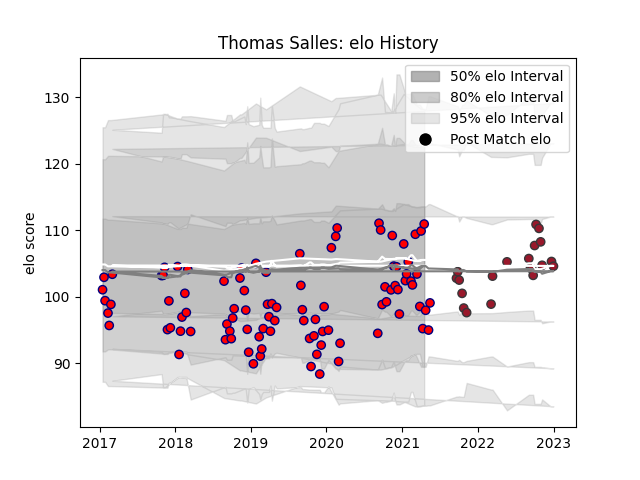 Thomas Salles: elo History
50% elo Interval
80% elo Interval
95% elo Interval
Post Match elo
elo score
130
120
110
100
90
2017 2018 2019 2020 2021 2022 2023